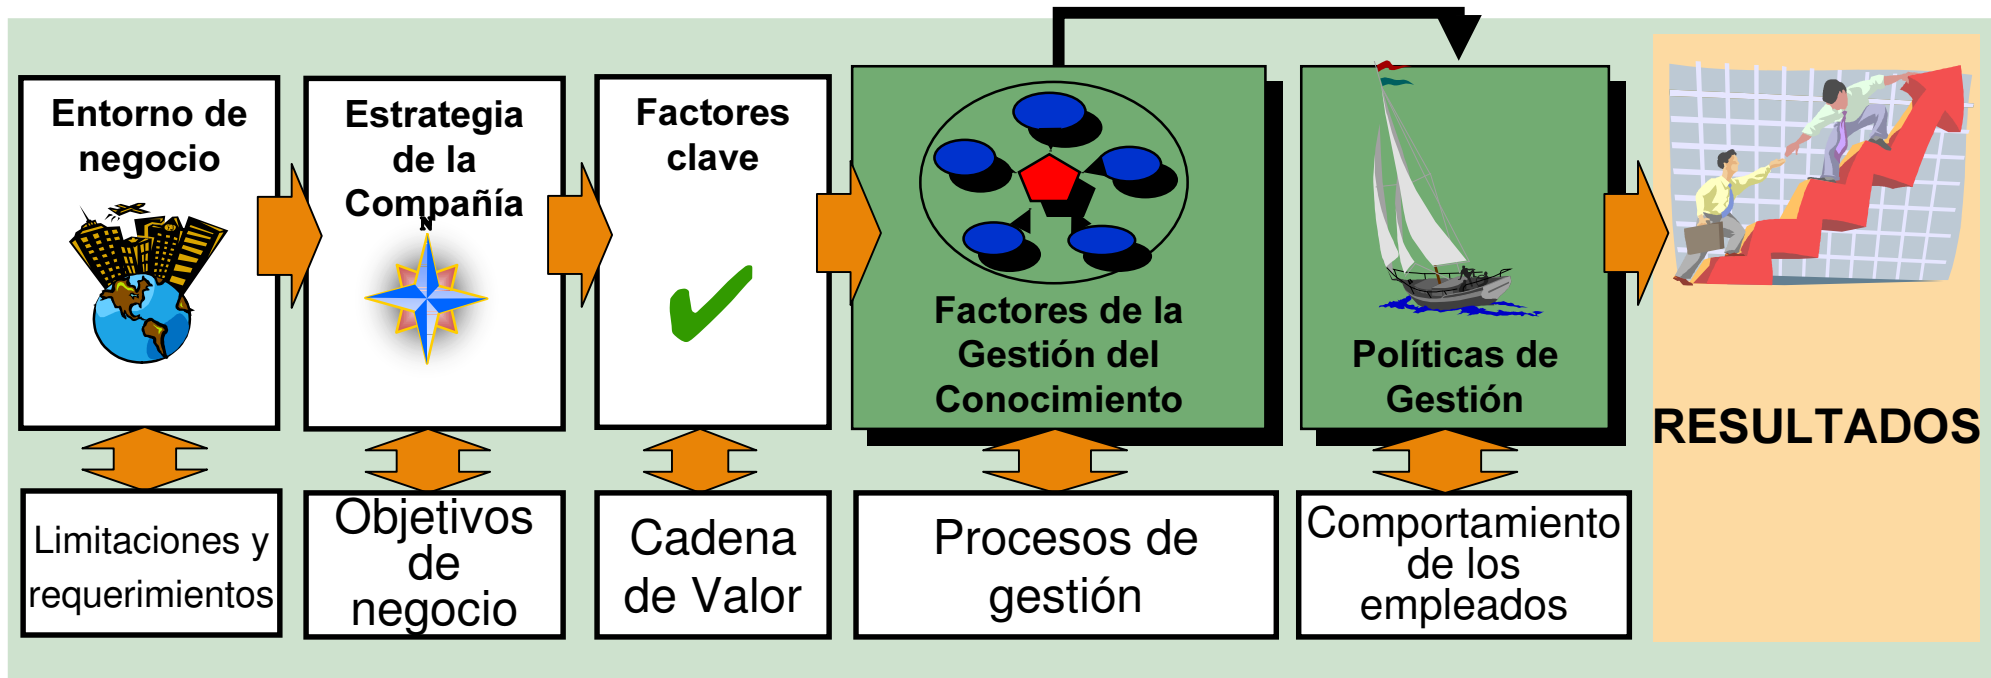 Entorno de
negocio
Estrategia
de la
Compañía
N
Factores
clave
Factores de la
Gestión del
Conocimiento
Políticas de
Gestión
RESULTADOS
Limitaciones y
requerimientos
Objetivos
de
negocio
Cadena
de Valor
Procesos de
gestión
Comportamiento
de los
empleados